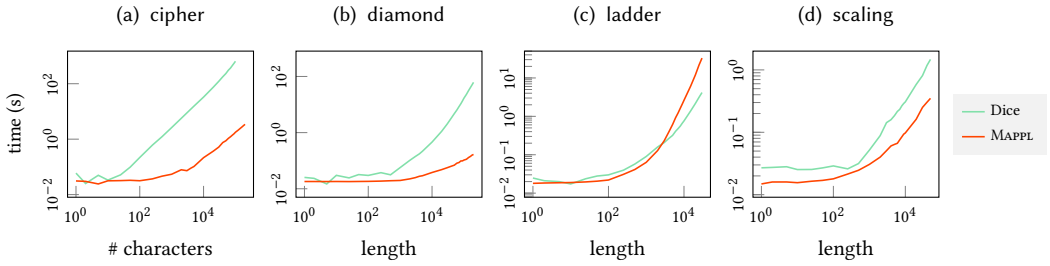 (a) cipher
(b) diamond
(c) ladder
(d) scaling
time (s)
10^2
10^0
10^-2
10^0
10^2
10^4
# characters
10^2
10^0
10^-2
10^0
10^2
10^4
length
10^1
10^0
10^-1
10^-2
10^0
10^2
10^4
length
10^0
10^-1
10^-2
10^0
10^2
10^4
length
Dice
MAPPL